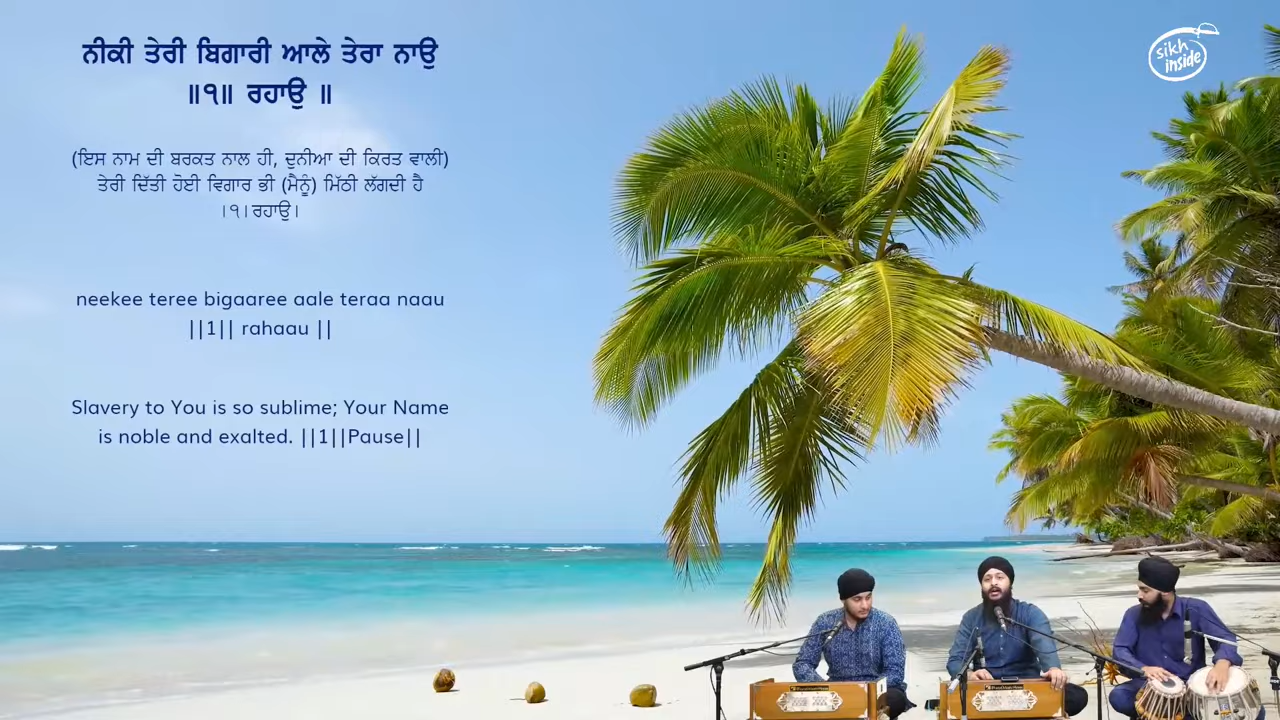 ਨੀਕੀ ਤੇਰੀ ਬਿਗਾਰੀ ਆਲੇ ਤੇਰਾ ਨਾਉ
॥੧॥ ਰਹਾਉ ॥
(ਇਸ ਨਾਮ ਦੀ ਬਰਕਤ ਨਾਲ ਹੀ, ਦੁਨੀਆ ਦੀ ਕਿਰਤ ਵਾਲੀ)
ਤੇਰੀ ਦਿੱਤੀ ਹੋਈ ਵਿਗਾਰ ਭੀ (ਮੈਨੂੰ) ਮਿੱਠੀ ਲੱਗਦੀ ਹੈ
।੧।ਰਹਾਉ।
neekee teree bigaaree aale teraa naau
||1|| rahaau ||
Slavery to You is so sublime; Your Name
is noble and exalted. ||1||Pause||
sikh
inside